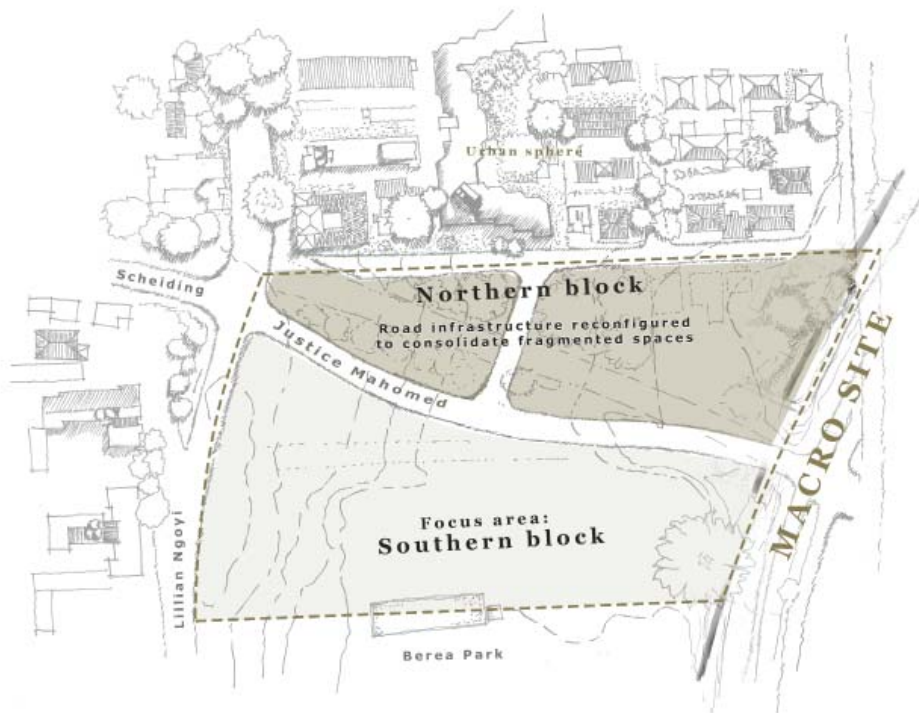 Urban sphere
Scheiding
Northern block
Road infrastructure reconfigured
to consolidate fragmented spaces
Justice Mahomed
MACRO SITE
Focus area:
Southern block
Lillian Ngoyi
Berea Park